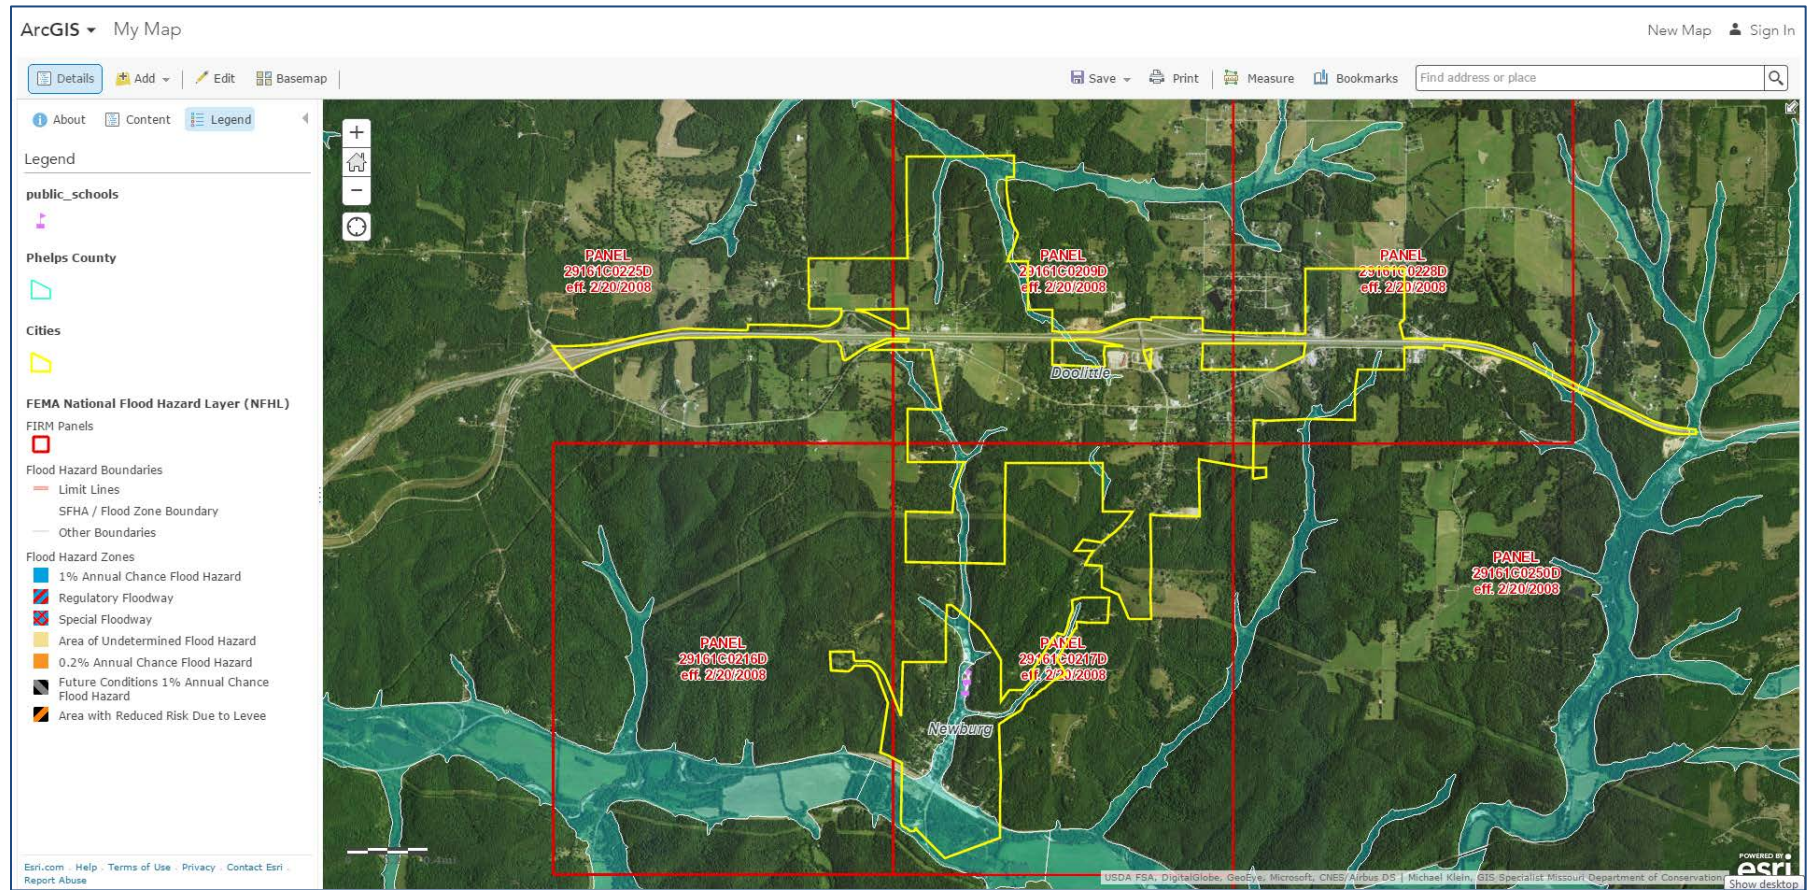 ArcGIS My Map
New Map Sign In
Details Add Edit Basemap
Save Print Measure Bookmarks Find address or place
About Content Legend
Legend
public_schools
Phelps County
Cities
FEMA National Flood Hazard Layer (NFHL)
FIRM Panels
Flood Hazard Boundaries
Limit Lines
SFHA / Flood Zone Boundary
Other Boundaries
Flood Hazard Zones
1% Annual Chance Flood Hazard
Regulatory Floodway
Special Floodway
Area of Undetermined Flood Hazard
0.2% Annual Chance Flood Hazard
Future Conditions 1% Annual Chance
Flood Hazard
Area with Reduced Risk Due to Levee
Esri.com . Help . Terms of Use . Privacy . Contact Esri .
Report Abuse
PANEL
29161C0225D
eff. 2/20/2008
PANEL
29161C0209D
eff. 2/20/2008
PANEL
29161C0228D
eff. 2/20/2008
Doolittle
PANEL
29161C0250D
eff. 2/20/2008
PANEL
29161C0216D
eff. 2/20/2008
PANEL
29161C0217D
eff. 2/20/2008
Newburg
0.4mi
POWERED BY
esri
USDA FSA, DigitalGlobe, GeoEye, Microsoft, CNES/Airbus DS | Michael Klein, GIS Specialist Missouri Department of Conservation
Show desktop